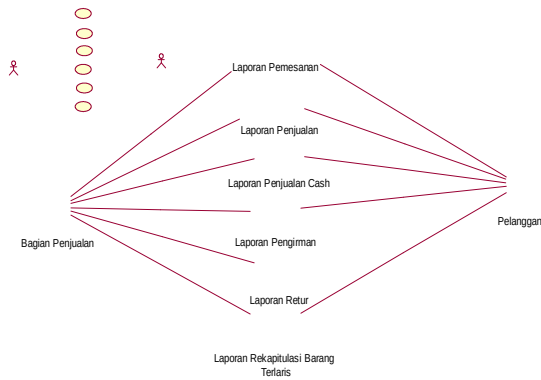 Laporan Pemesanan
Laporan Penjualan
Laporan Penjualan Cash
Pelanggan
Bagian Penjualan
Laporan Pengirman
Laporan Retur
Laporan Rekapitulasi Barang
Terlaris